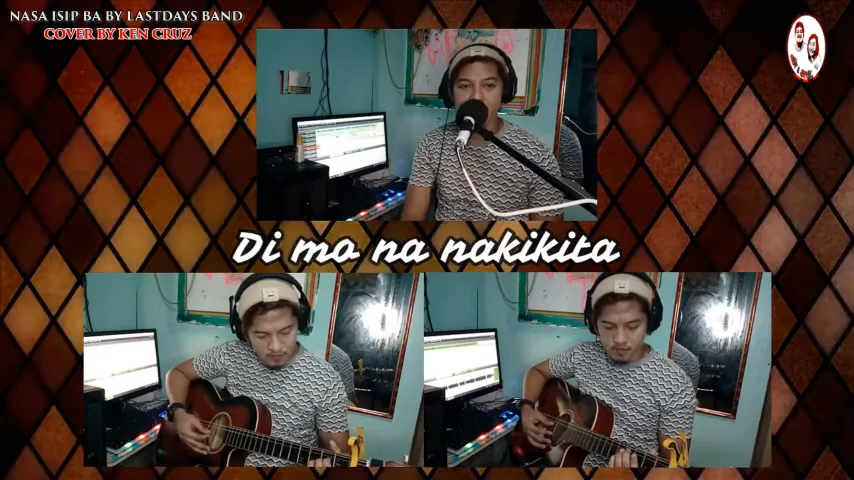 NASA ISIP BA BY LASTDAYS BAND
COVER BY KEN CRUZ
Di mo na nakikita